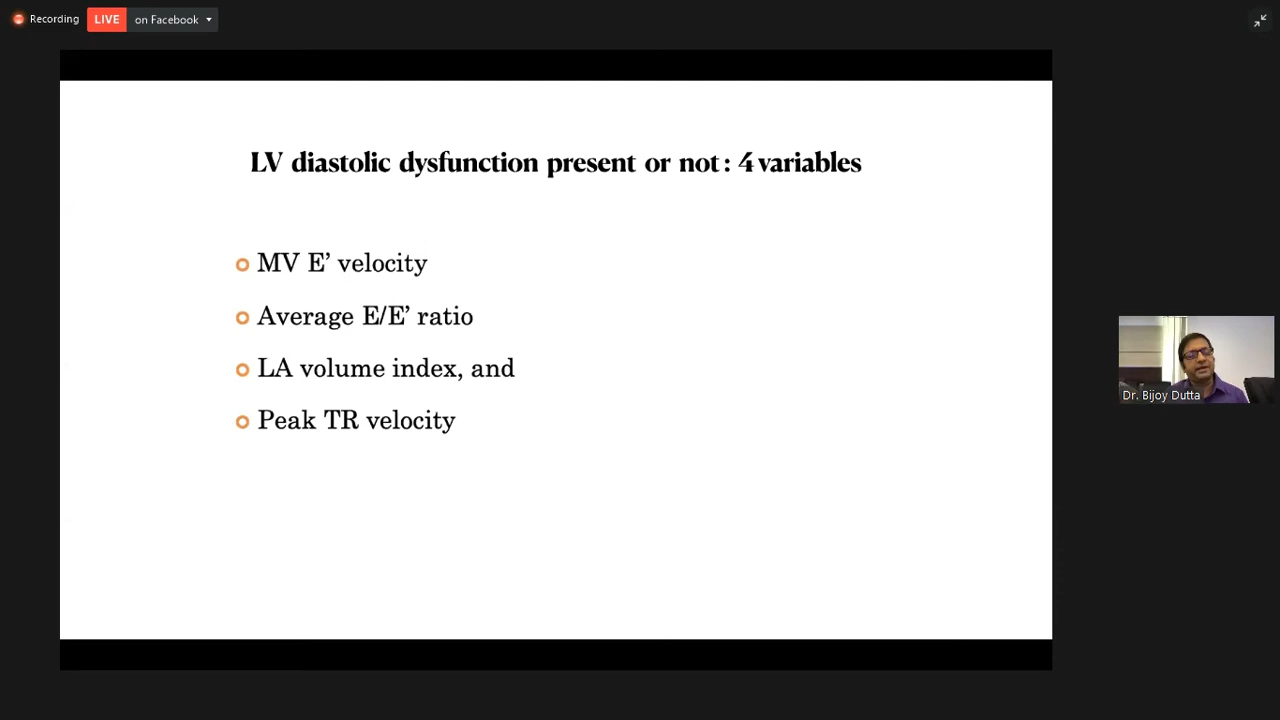 Recording
LIVE on Facebook
LV diastolic dysfunction present or not : 4 variables
MV E’ velocity
Average E/E’ ratio
LA volume index, and
Peak TR velocity
Dr. Bijoy Dutta